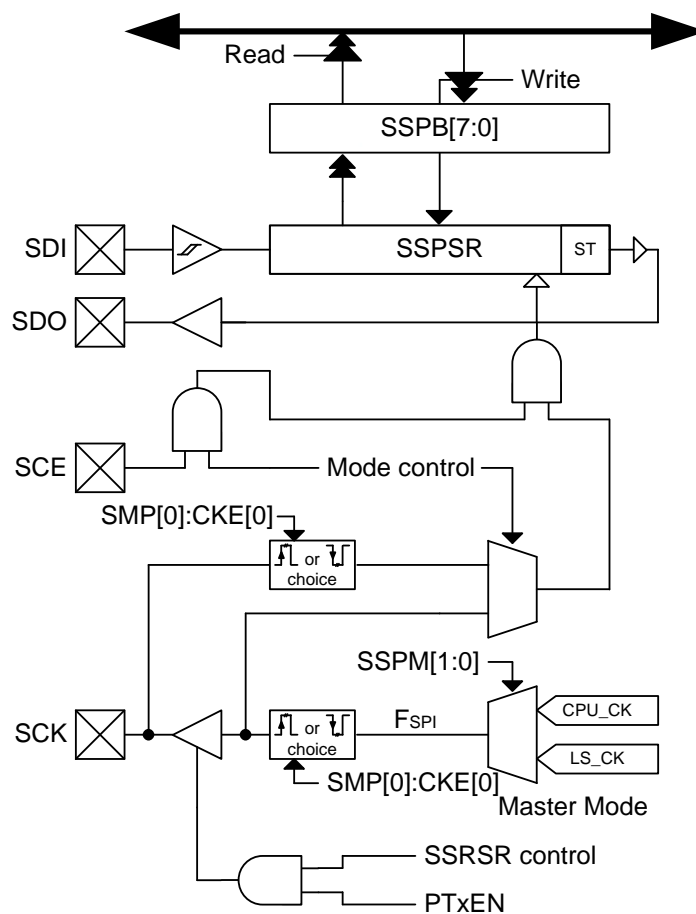 Read
Write
SSPB[7:0]
SDI
SSPSR
ST
SDO
SCE
Mode control
SMP[0]:CKE[0]
or
choice
SSPM[1:0]
SCK
or
choice
FSPI
CPU_CK
LS_CK
SMP[0]:CKE[0]
Master Mode
SSRSR control
PTxEN